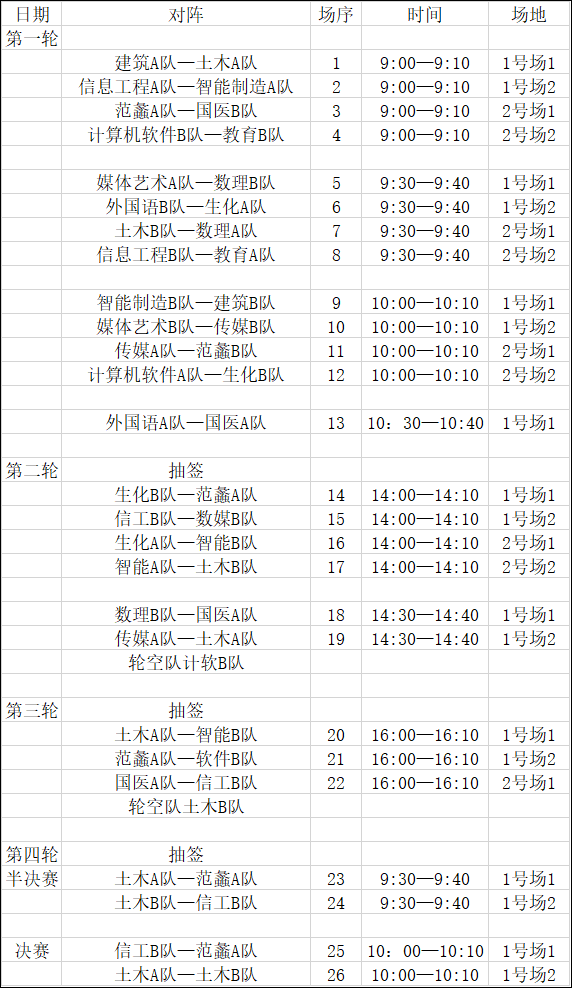 日期 对阵 场序 时间 场地
第一轮
建筑A队—土木A队 1 9:00—9:10 1号场1
信息工程A队—智能制造A队 2 9:00—9:10 1号场2
范蠡A队—国医B队 3 9:00—9:10 2号场1
计算机软件B队—教育B队 4 9:00—9:10 2号场2
媒体艺术A队—数理B队 5 9:30—9:40 1号场1
外国语B队—生化A队 6 9:30—9:40 1号场2
土木B队—数理A队 7 9:30—9:40 2号场1
信息工程B队—教育A队 8 9:30—9:40 2号场2
智能制造B队—建筑B队 9 10:00—10:10 1号场1
媒体艺术B队—传媒B队 10 10:00—10:10 1号场2
传媒A队—范蠡B队 11 10:00—10:10 2号场1
计算机软件A队—生化B队 12 10:00—10:10 2号场2
外国语A队—国医A队 13 10：30—10:40 1号场1
第二轮 抽签
生化B队—范蠡A队 14 14:00—14:10 1号场1
信工B队—数媒B队 15 14:00—14:10 1号场2
生化A队—智能B队 16 14:00—14:10 2号场1
智能A队—土木B队 17 14:00—14:10 2号场2
数理B队—国医A队 18 14:30—14:40 1号场1
传媒A队—土木A队 19 14:30—14:40 1号场2
轮空队计软B队
第三轮 抽签
土木A队—智能B队 20 16:00—16:10 1号场1
范蠡A队—软件B队 21 16:00—16:10 1号场2
国医A队—信工B队 22 16:00—16:10 2号场1
轮空队土木B队
第四轮 抽签
半决赛 土木A队—范蠡A队 23 9:30—9:40 1号场1
土木B队—信工B队 24 9:30—9:40 1号场2
决赛 信工B队—范蠡A队 25 10：00—10:10 1号场1
土木A队—土木B队 26 10:00—10:10 1号场2